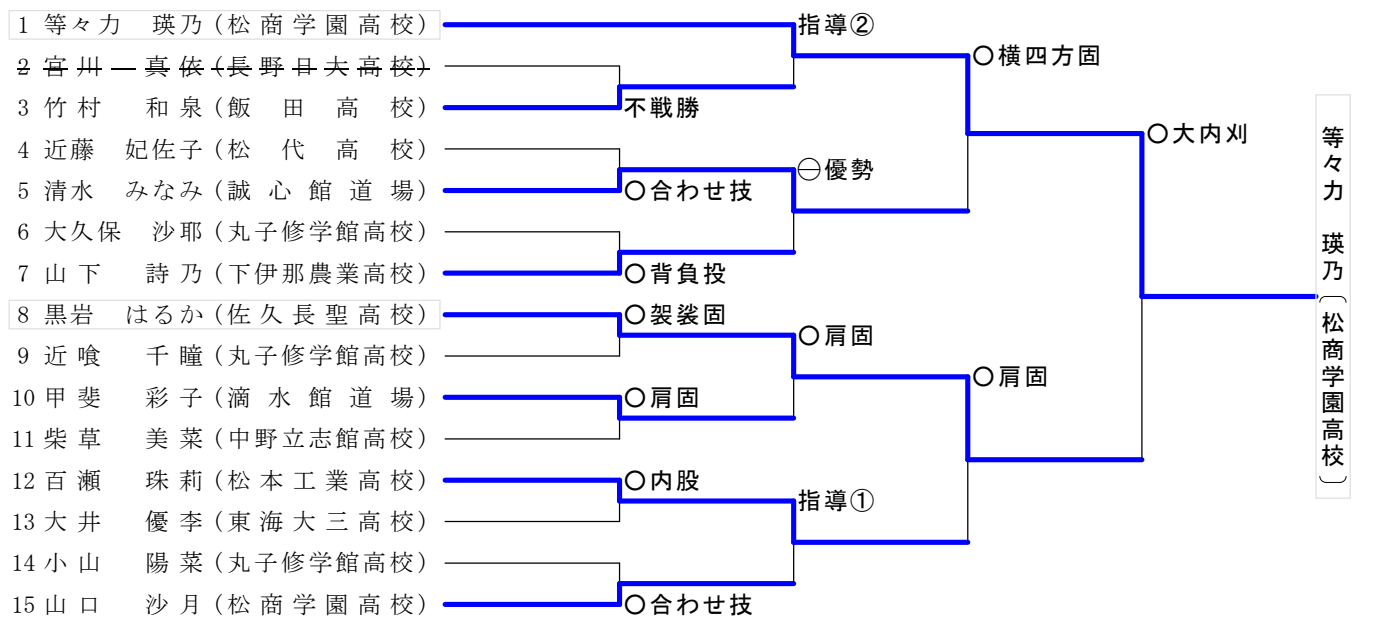 1 等々力 瑛乃(松商学園高校)
2 宮川 真依(長野日大高校)
3 竹村 和泉(飯田高校)
4 近藤 妃佐子(松代高校)
5 清水 みなみ(誠心館道場)
6 大久保 沙耶(丸子修学館高校)
7 山下 詩乃(下伊那農業高校)
8 黒岩 はるか(佐久長聖高校)
9 近喰 千瞳(丸子修学館高校)
10 甲斐 彩子(滴水館道場)
11 柴草 美菜(中野立志館高校)
12 百瀬 珠莉(松本工業高校)
13 大井 優李(東海大三高校)
14 小山 陽菜(丸子修学館高校)
15 山口 沙月(松商学園高校)
不戦勝
○合わせ技
○背負投
○袈裟固
○肩固
○内股
○合わせ技
指導②
㊀優勢
○肩固
指導①
○横四方固
○肩固
○大内刈
等々力 瑛乃(松商学園高校)